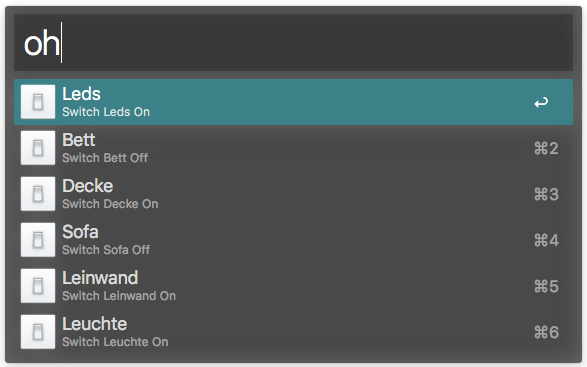 oh
Leds
Switch Leds On
↩
Bett
Switch Bett Off
⌘2
Decke
Switch Decke On
⌘3
Sofa
Switch Sofa Off
⌘4
Leinwand
Switch Leinwand On
⌘5
Leuchte
Switch Leuchte On
⌘6